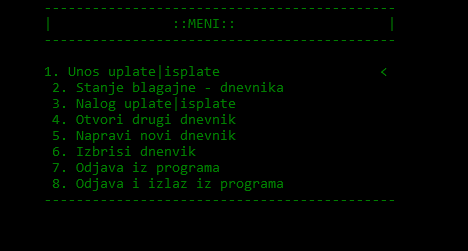 --------------------------------------------
|               ::MENI::                   |
--------------------------------------------
1. Unos uplate|isplate                    <
2. Stanje blagajne - dnevnika
3. Nalog uplate|isplate
4. Otvori drugi dnevnik
5. Napravi novi dnevnik
6. Izbrisi dnenvik
7. Odjava iz programa
8. Odjava i izlaz iz programa
--------------------------------------------